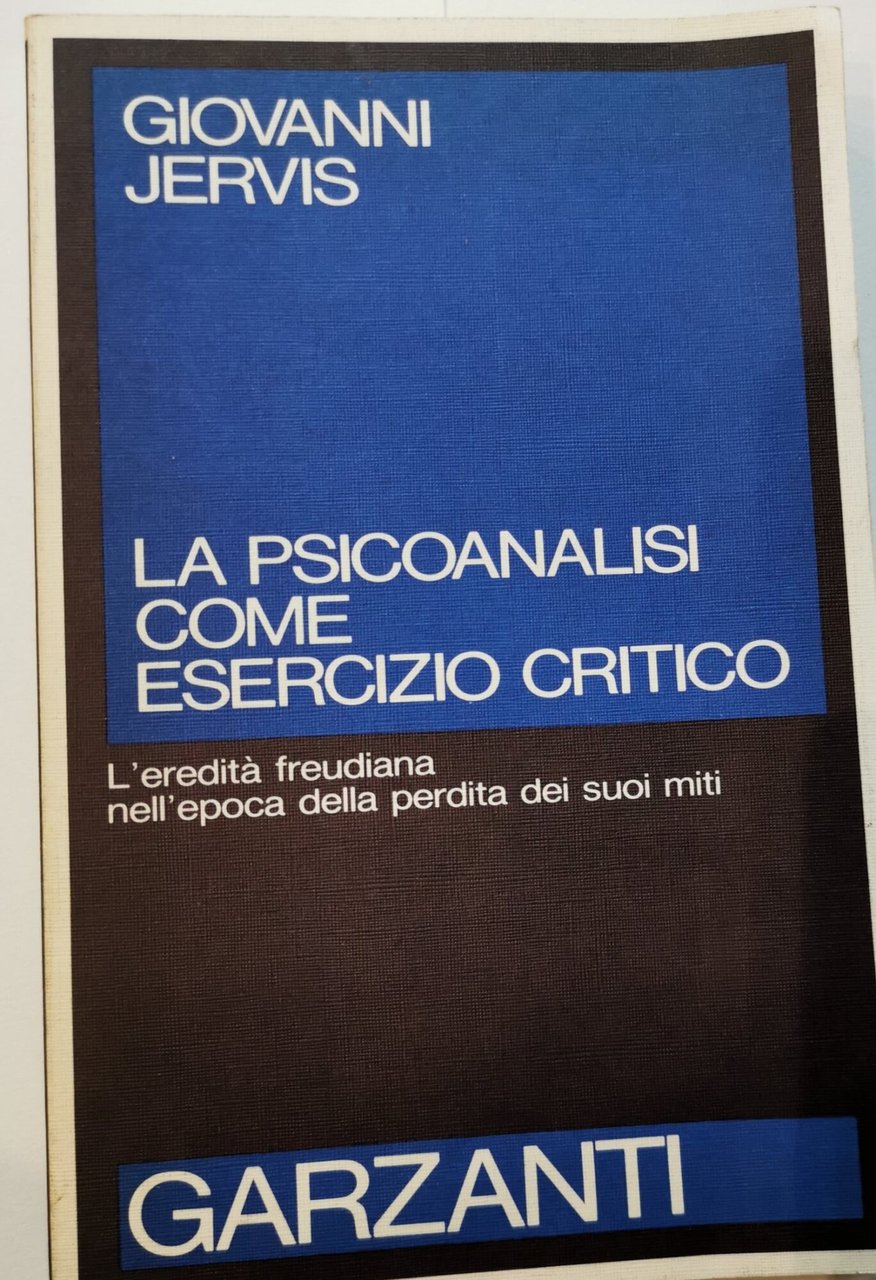 GIOVANNI
JERVIS
LA PSICOANALISI
COME
ESERCIZIO CRITICO
L'eredità freudiana
nell'epoca della perdita dei suoi miti
GARZANTI